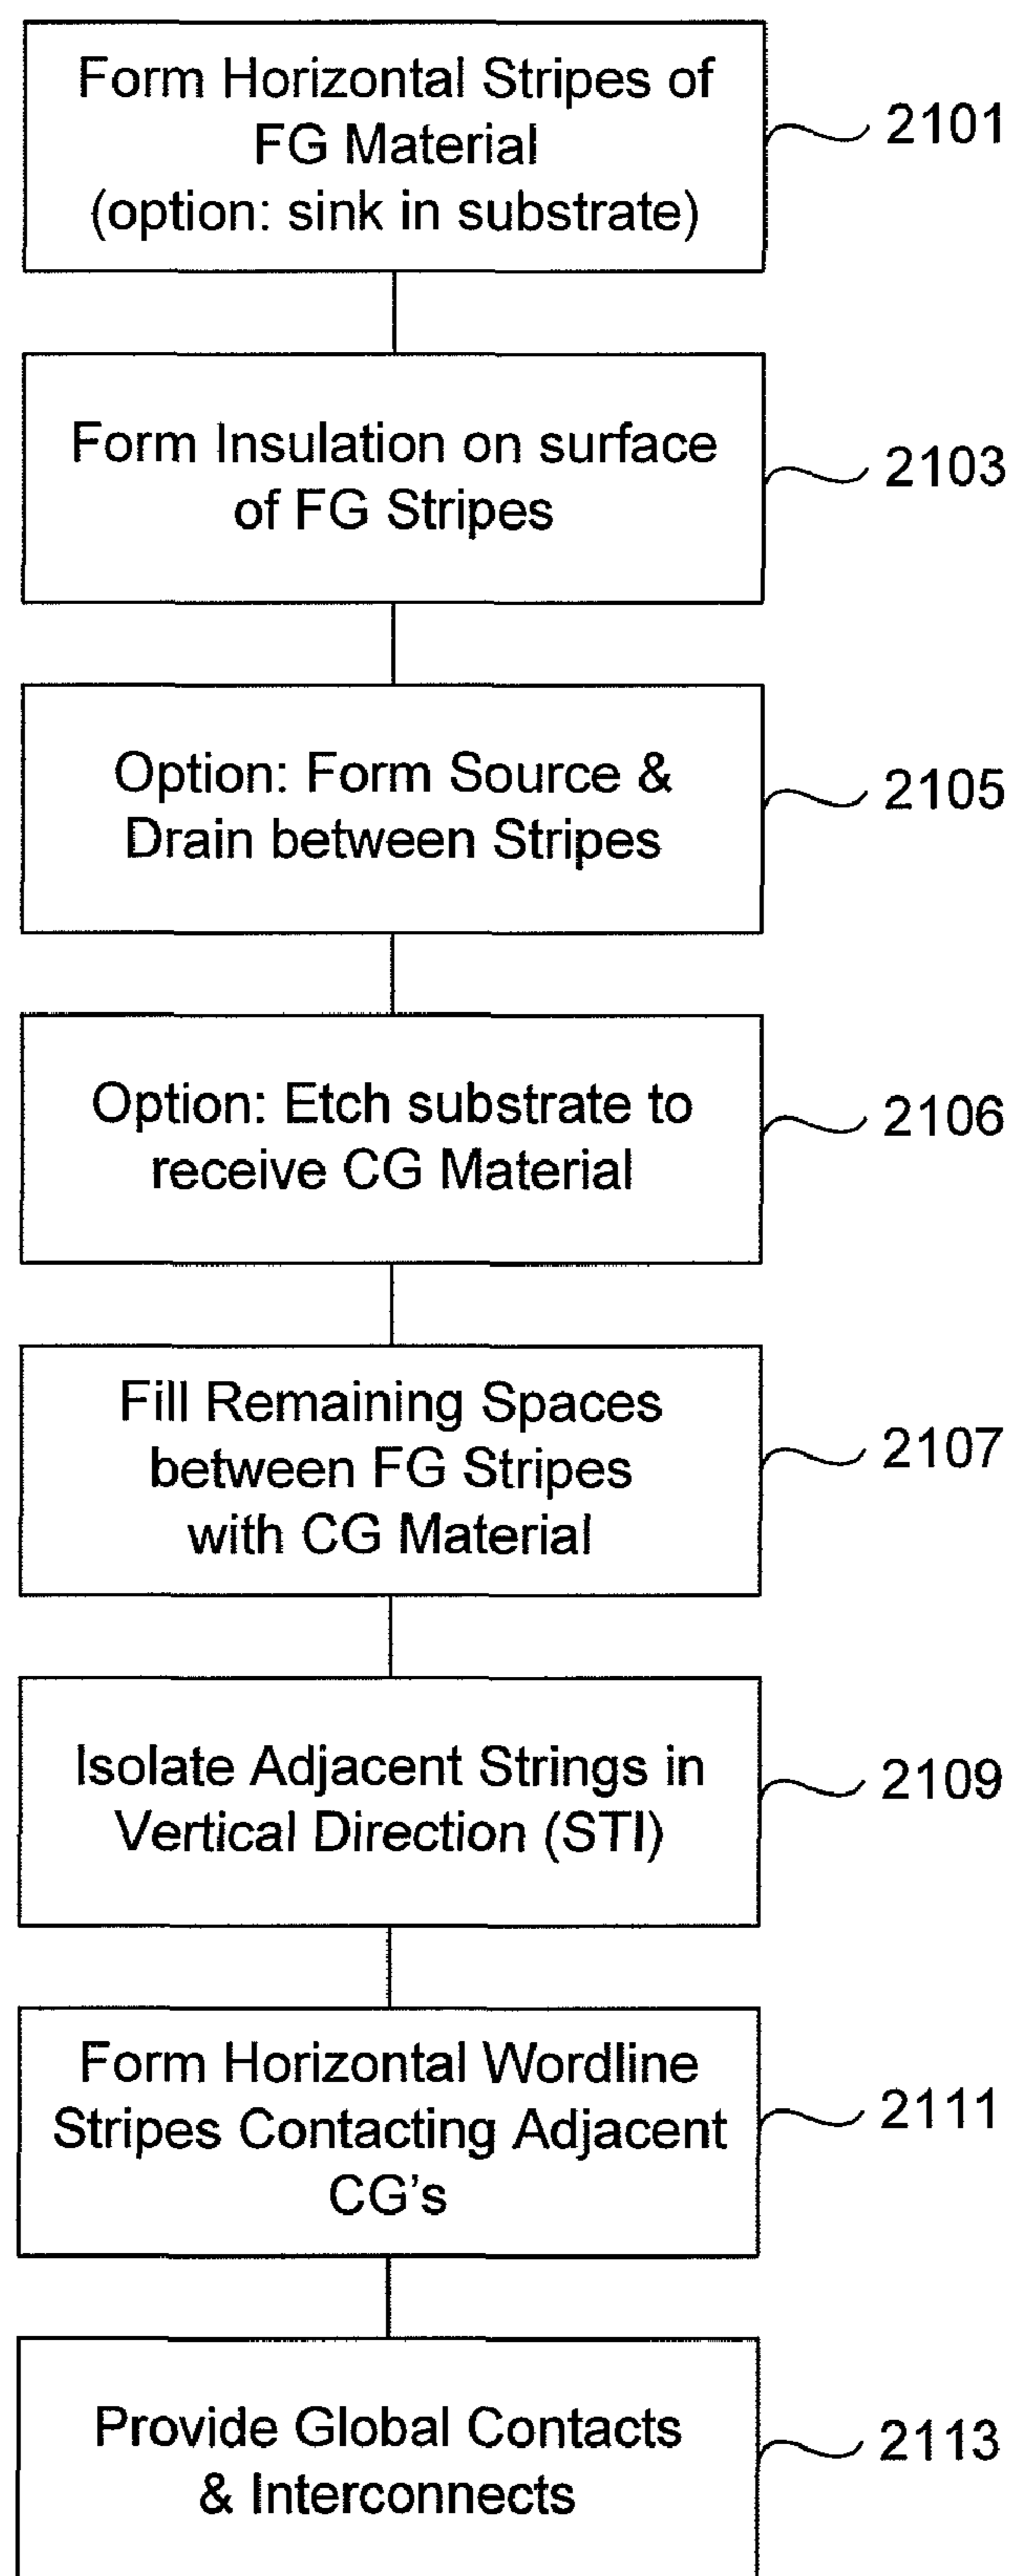 Form Horizontal Stripes of
FG Material
(option: sink in substrate)
2101
Form Insulation on surface
of FG Stripes
2103
Option: Form Source &
Drain between Stripes
2105
Option: Etch substrate to
receive CG Material
2106
Fill Remaining Spaces
between FG Stripes
with CG Material
2107
Isolate Adjacent Strings in
Vertical Direction (STI)
2109
Form Horizontal Wordline
Stripes Contacting Adjacent
CG's
2111
Provide Global Contacts
& Interconnects
2113